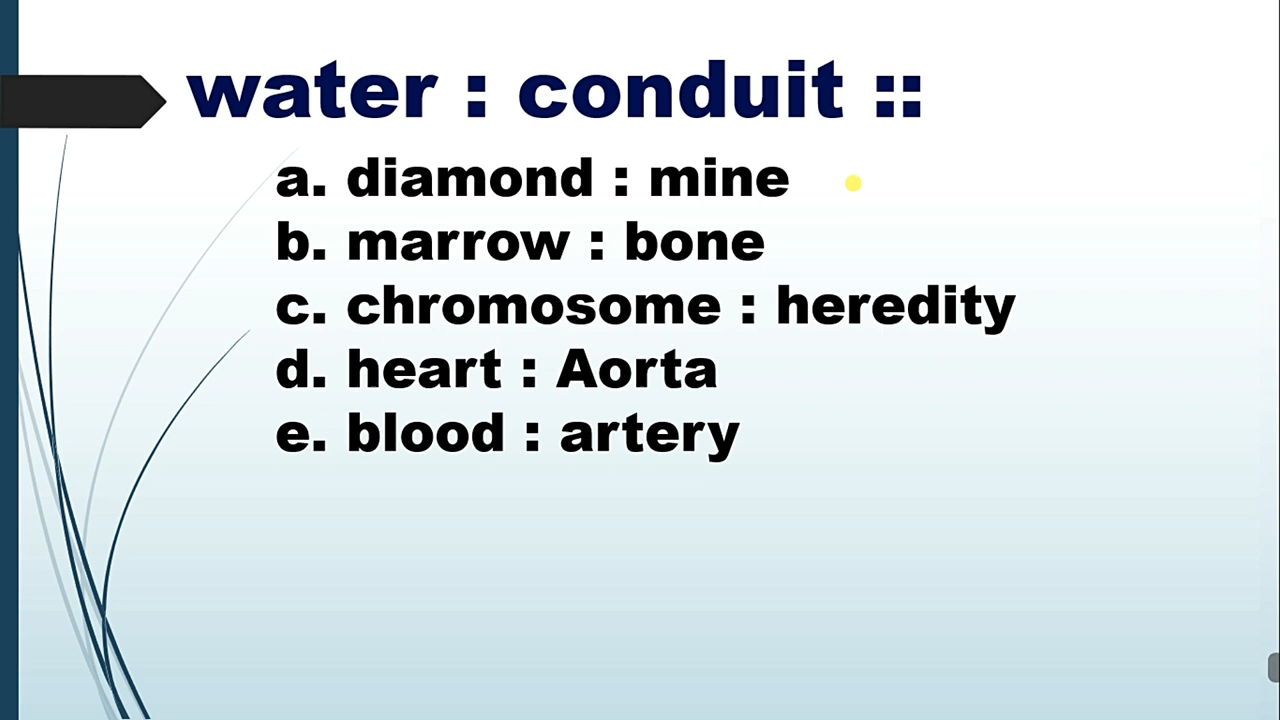 water : conduit ::
a. diamond : mine
b. marrow : bone
c. chromosome : heredity
d. heart : Aorta
e. blood : artery